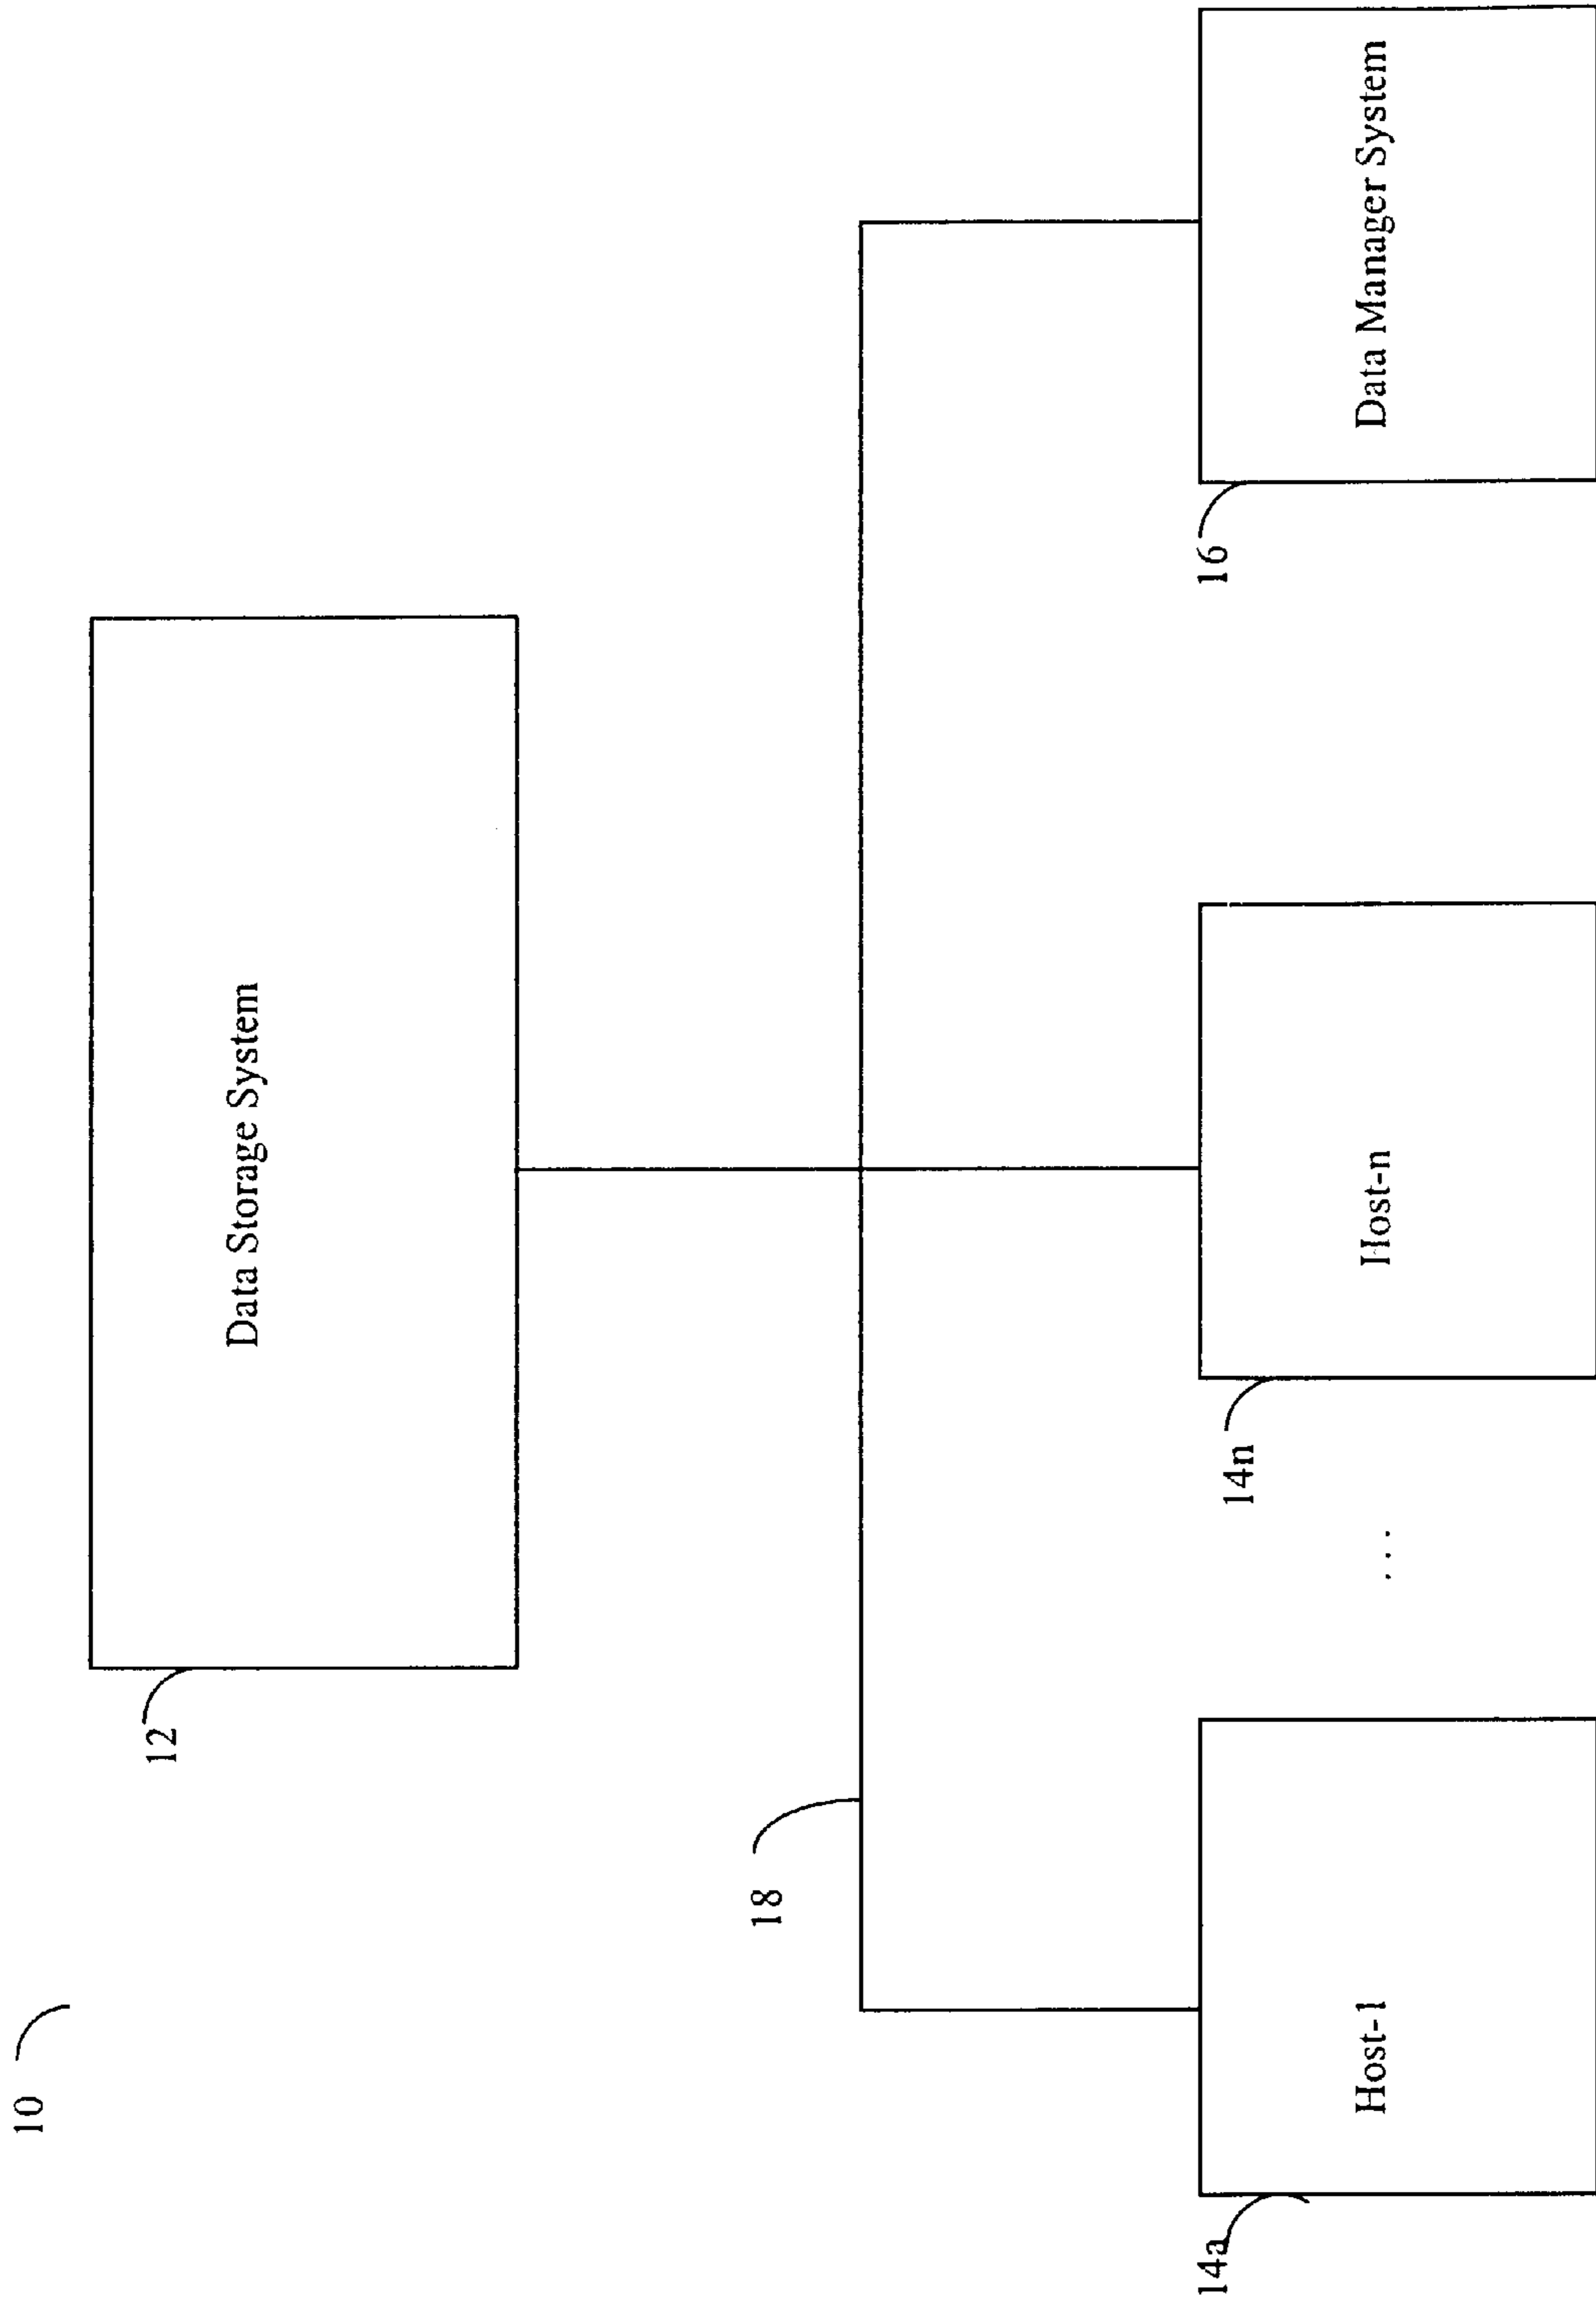 10
12
Data Storage System
18
14a
Host-1
...
14n
Host-n
16
Data Manager System